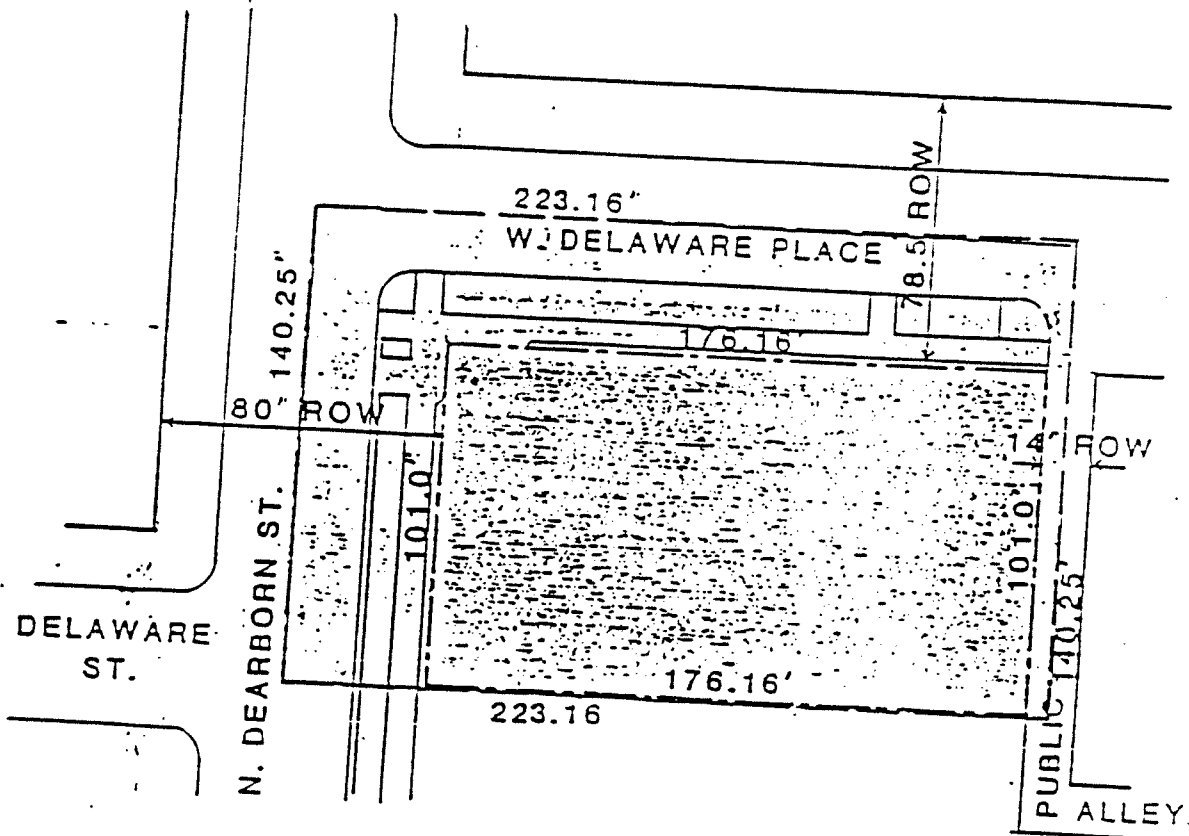 223.16"
W. DELAWARE PLACE
78.5 ROW
140.25"
176.16'
80" ROW
14' ROW
101.0"
101.0'
N. DEARBORN ST.
DELAWARE
ST.
176.16'
223.16
140.25"
PUBLIC
ALLEY.